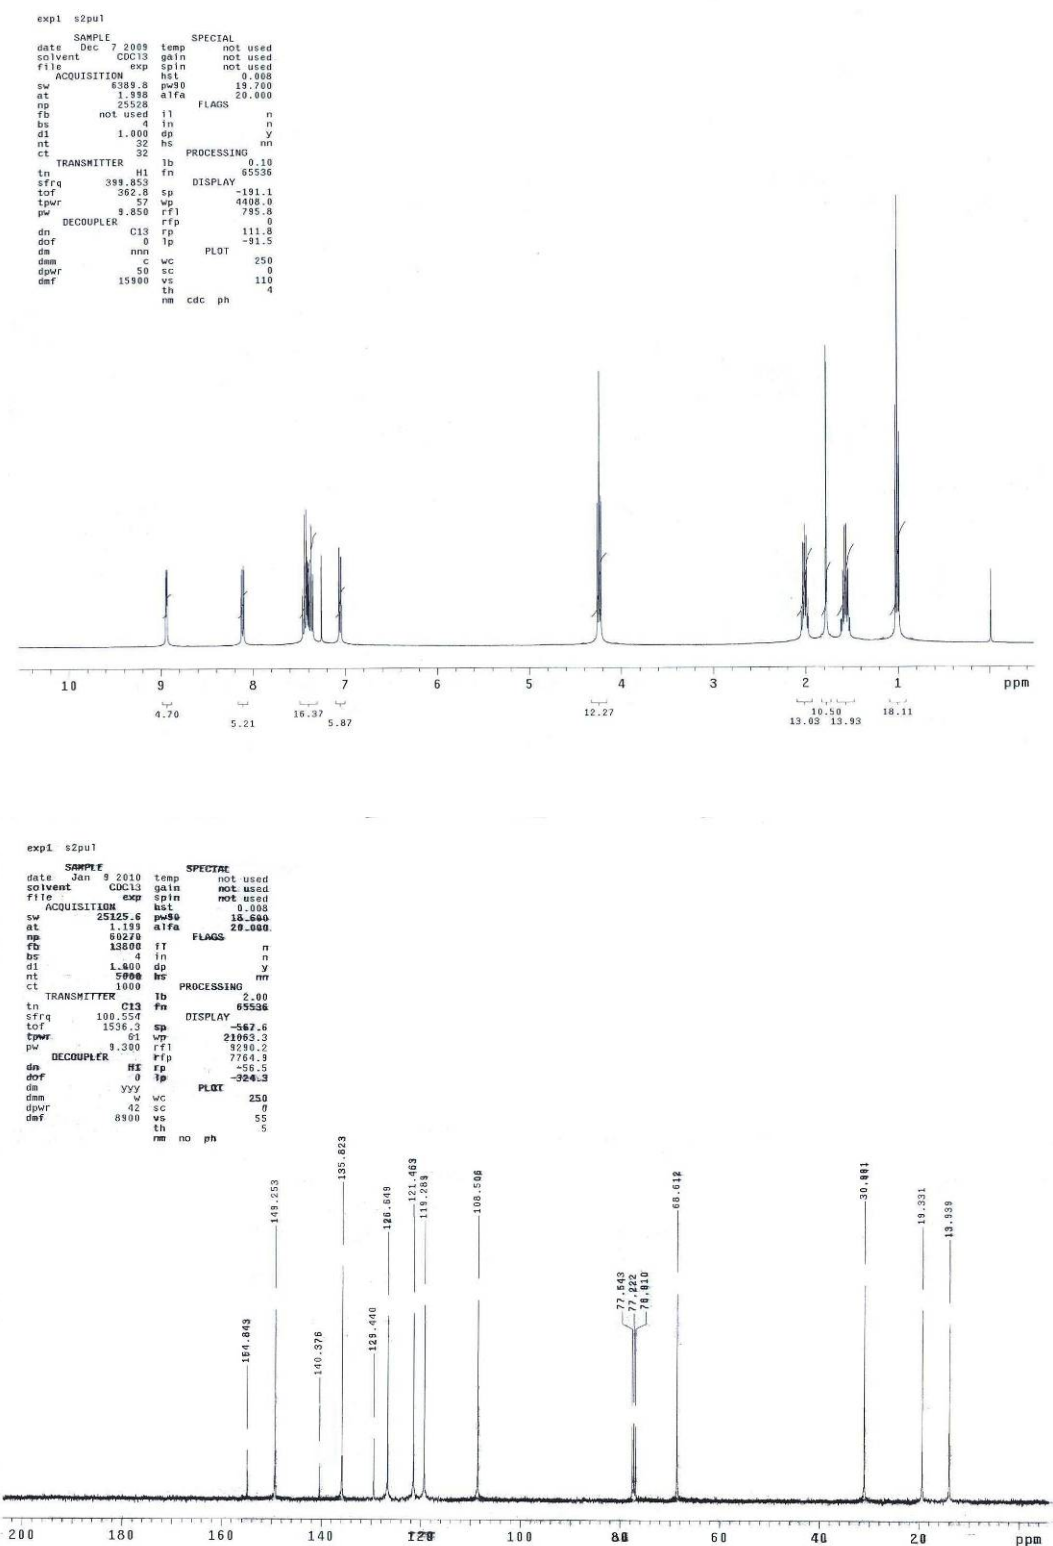 exp1 s2pul
SAMPLE SPECIAL
date Dec 7 2009 temp not used
solvent CDCl3 gain not used
file exp spin not used
ACQUISITION hst 0.008
sw 6389.8 pw90 19.700
at 1.998 alfa 20.000
np 25528 FLAGS
fb not used il n
bs 4 in n
d1 1.000 dp y
nt 32 hs nn
ct 32 PROCESSING
TRANSMITTER lb 0.10
tn H1 fn 65536
sfrq 399.853 DISPLAY
tof 362.8 sp -191.1
tpwr 57 wp 4408.0
pw 9.850 rfl 795.8
DECOUPLER rfp 0
dn C13 rp 111.8
dof 0 lp -91.5
dm nnn PLOT
dmm c wc 250
dpwr 50 sc 0
dmf 15900 vs 110
th 4
nm cdc ph
10 9 8 7 6 5 4 3 2 1 ppm
4.70 16.37 12.27 10.50 18.11
5.21 5.87 13.03 13.93
exp1 s2pul
SAMPLE SPECIAL
date Jan 9 2010 temp not used
solvent CDCl3 gain not used
file exp spin not used
ACQUISITION hst 0.008
sw 25125.6 pw90 18.600
at 1.199 alfa 20.000
np 60270 FLAGS
fb 13800 n
bs 4 in n
d1 1.000 dp y
nt 5000 hs nn
ct 1000 PROCESSING
TRANSMITTER lb 2.00
tn C13 fn 65536
sfrq 100.554 DISPLAY
tof 1536.3 sp -567.6
tpwr 61 wp 21063.3
pw 9.300 rfl 9290.2
DECOUPLER rfp 7764.9
dn H1 rp -56.5
dof 0 lp -324.3
dm yyy PLOT
dmm w wc 250
dpwr 42 sc 0
dmf 8900 vs 55
th 5
nm no ph
154.843
149.253
140.376
135.823
129.440
126.649
121.463
119.289
108.506
77.543
77.222
76.910
68.612
19.331
13.939
200 180 160 140 120 100 80 60 40 20 ppm